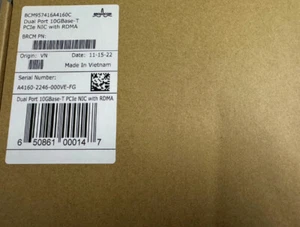 BCM957416A4160C
Dual Port 10GBase-T
PCIe NIC with RDMA
BRCM PN:
Origin: VN
Date: 11-15-22
Made In Vietnam
Serial Number:
A4160-2246-000VE-FG
Dual Port 10GBase-T PCIe NIC with RDMA
6 50861 00014 7